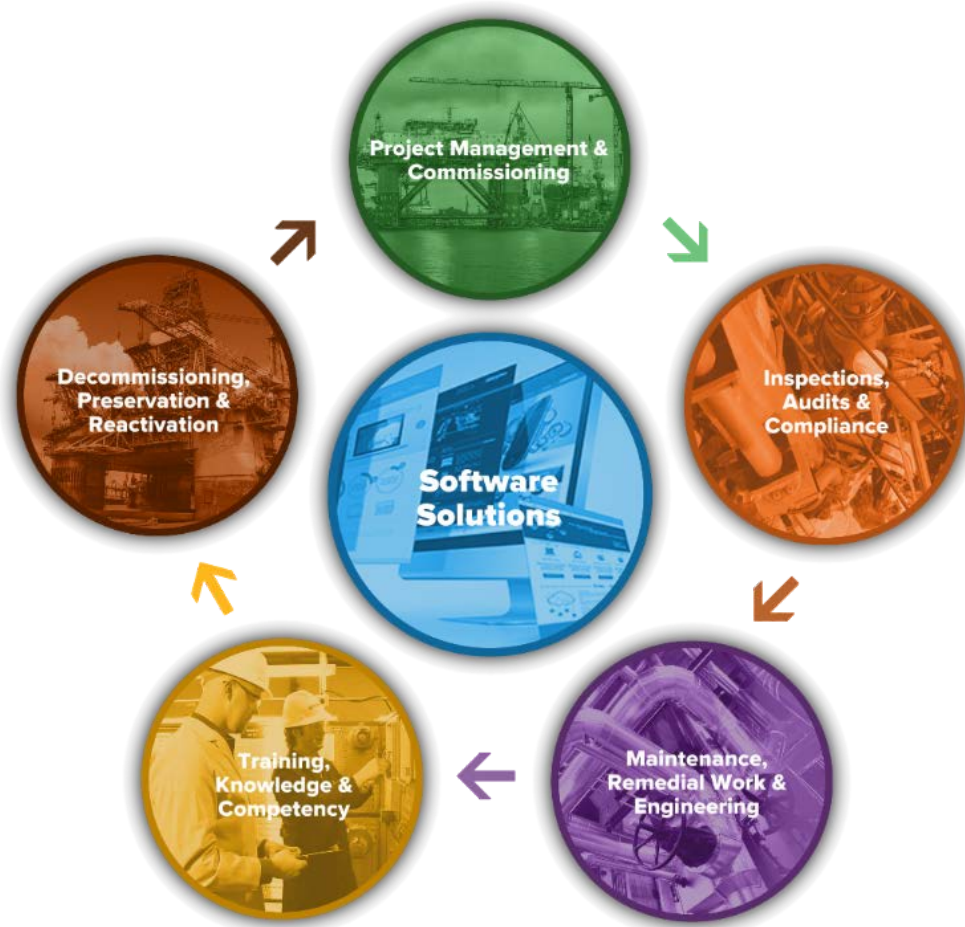 Project Management &
Commissioning
Inspections,
Audits &
Compliance
Maintenance,
Remedial Work &
Engineering
Training,
Knowledge &
Competency
Decommissioning,
Preservation &
Reactivation
Software
Solutions